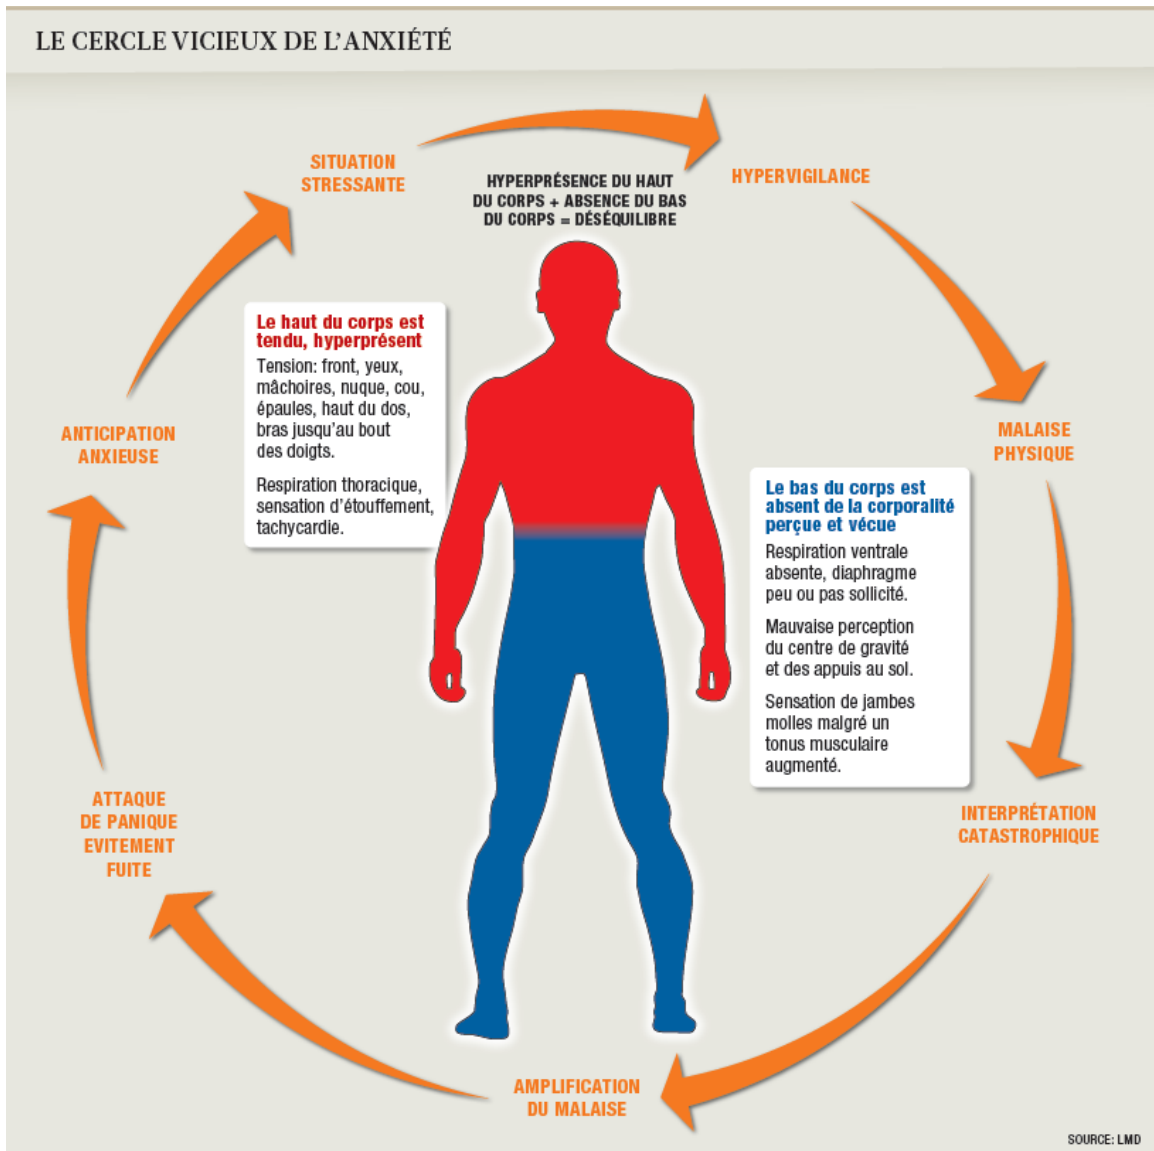 LE CERCLE VICIEUX DE L'ANXIÉTÉ
SITUATION
STRESSANTE
HYPERVIGILANCE
HYPERPRÉSENCE DU HAUT
DU CORPS + ABSENCE DU BAS
DU CORPS = DÉSÉQUILIBRE
Le haut du corps est
tendu, hyperprésent
Tension: front, yeux,
mâchoires, nuque, cou,
épaules, haut du dos,
bras jusqu'au bout
des doigts.
Respiration thoracique,
sensation d'étouffement,
tachycardie.
ANTICIPATION
ANXIEUSE
MALAISE
PHYSIQUE
Le bas du corps est
absent de la corporalité
perçue et vécue
Respiration ventrale
absente, diaphragme
peu ou pas sollicité.
Mauvaise perception
du centre de gravité
et des appuis au sol.
Sensation de jambes
molles malgré un
tonus musculaire
augmenté.
ATTAQUE
DE PANIQUE
EVITEMENT
FUITE
INTERPRÉTATION
CATASTROPHIQUE
AMPLIFICATION
DU MALAISE
SOURCE: LMD